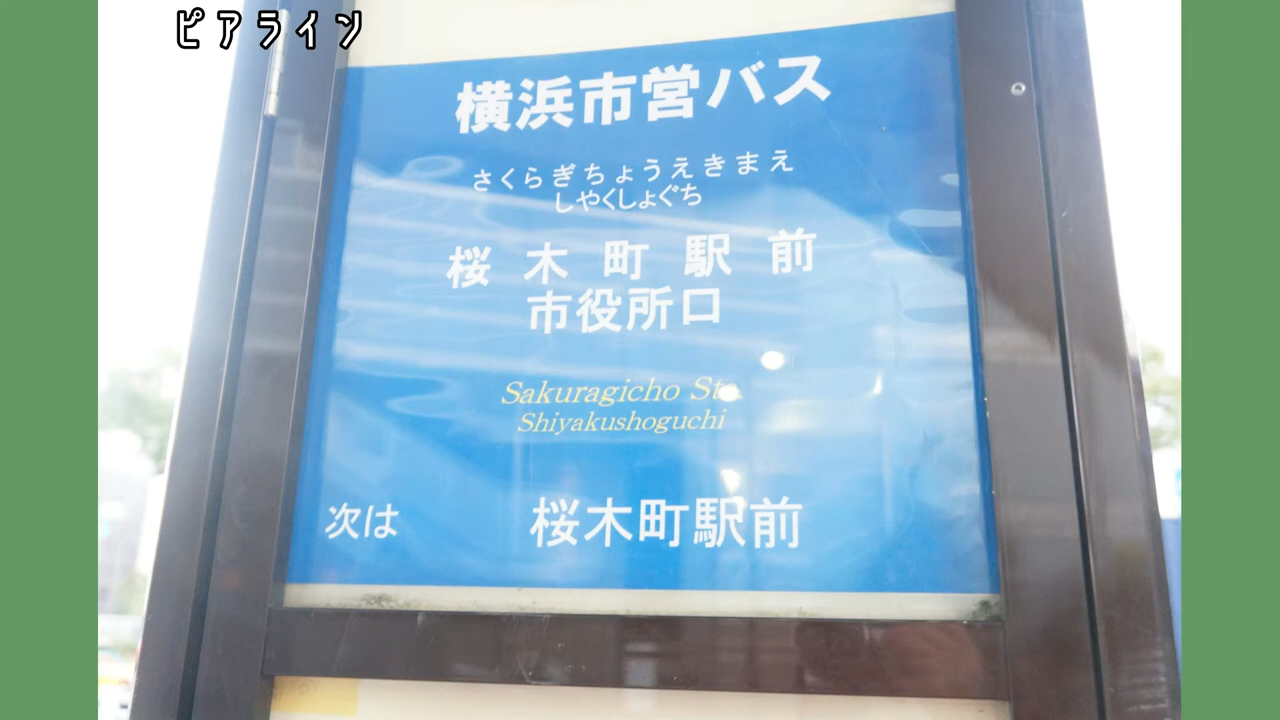 ピアライン
横浜市営バス
さくらぎちょうえきまえ
しやくしょぐち
桜木町駅前
市役所口
Sakuragicho Sta.
Shiyakushoguchi
次は 桜木町駅前